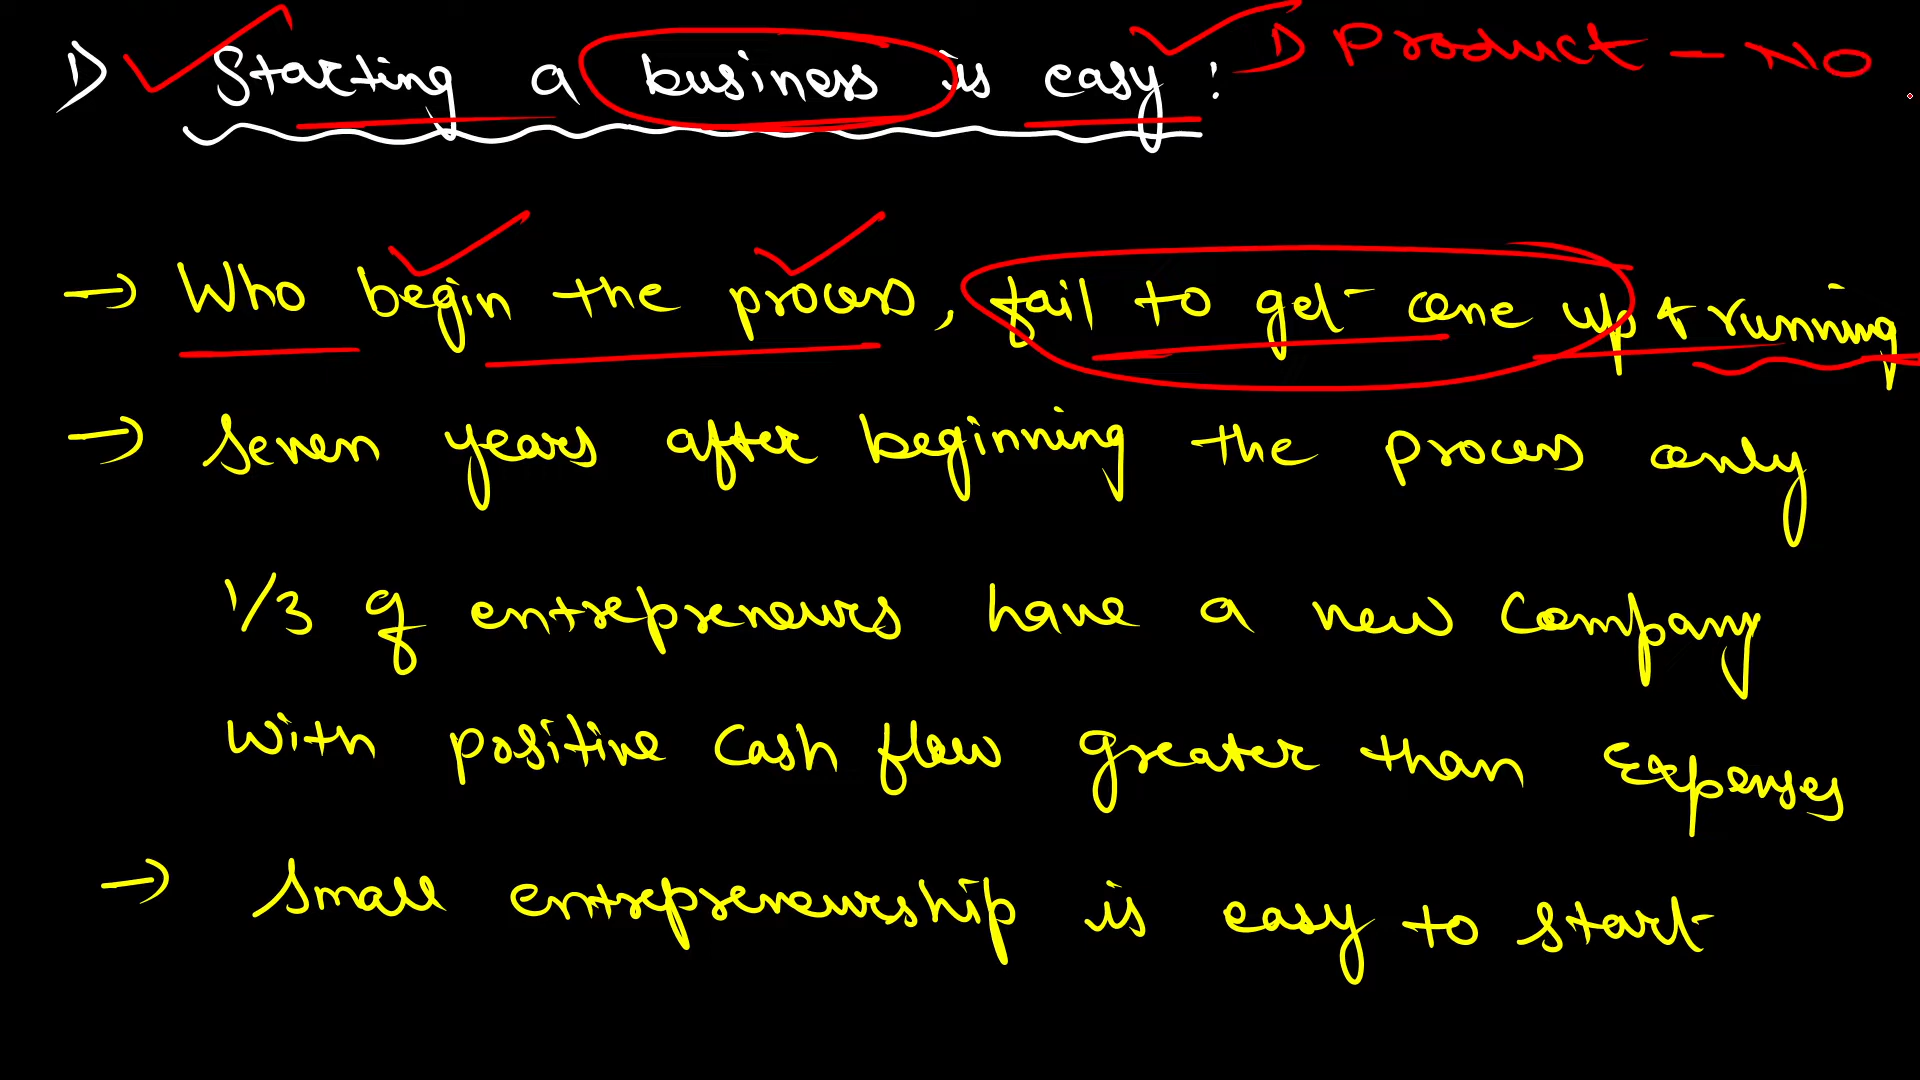 1) Starting a business is easy: 1) Product - NO
→ Who begin the process, fail to get one up & running
→ Seven years after beginning the process only
1/3 of entrepreneurs have a new Company
With positive Cash flow greater than Expenses
→ Small entrepreneurship is easy to start